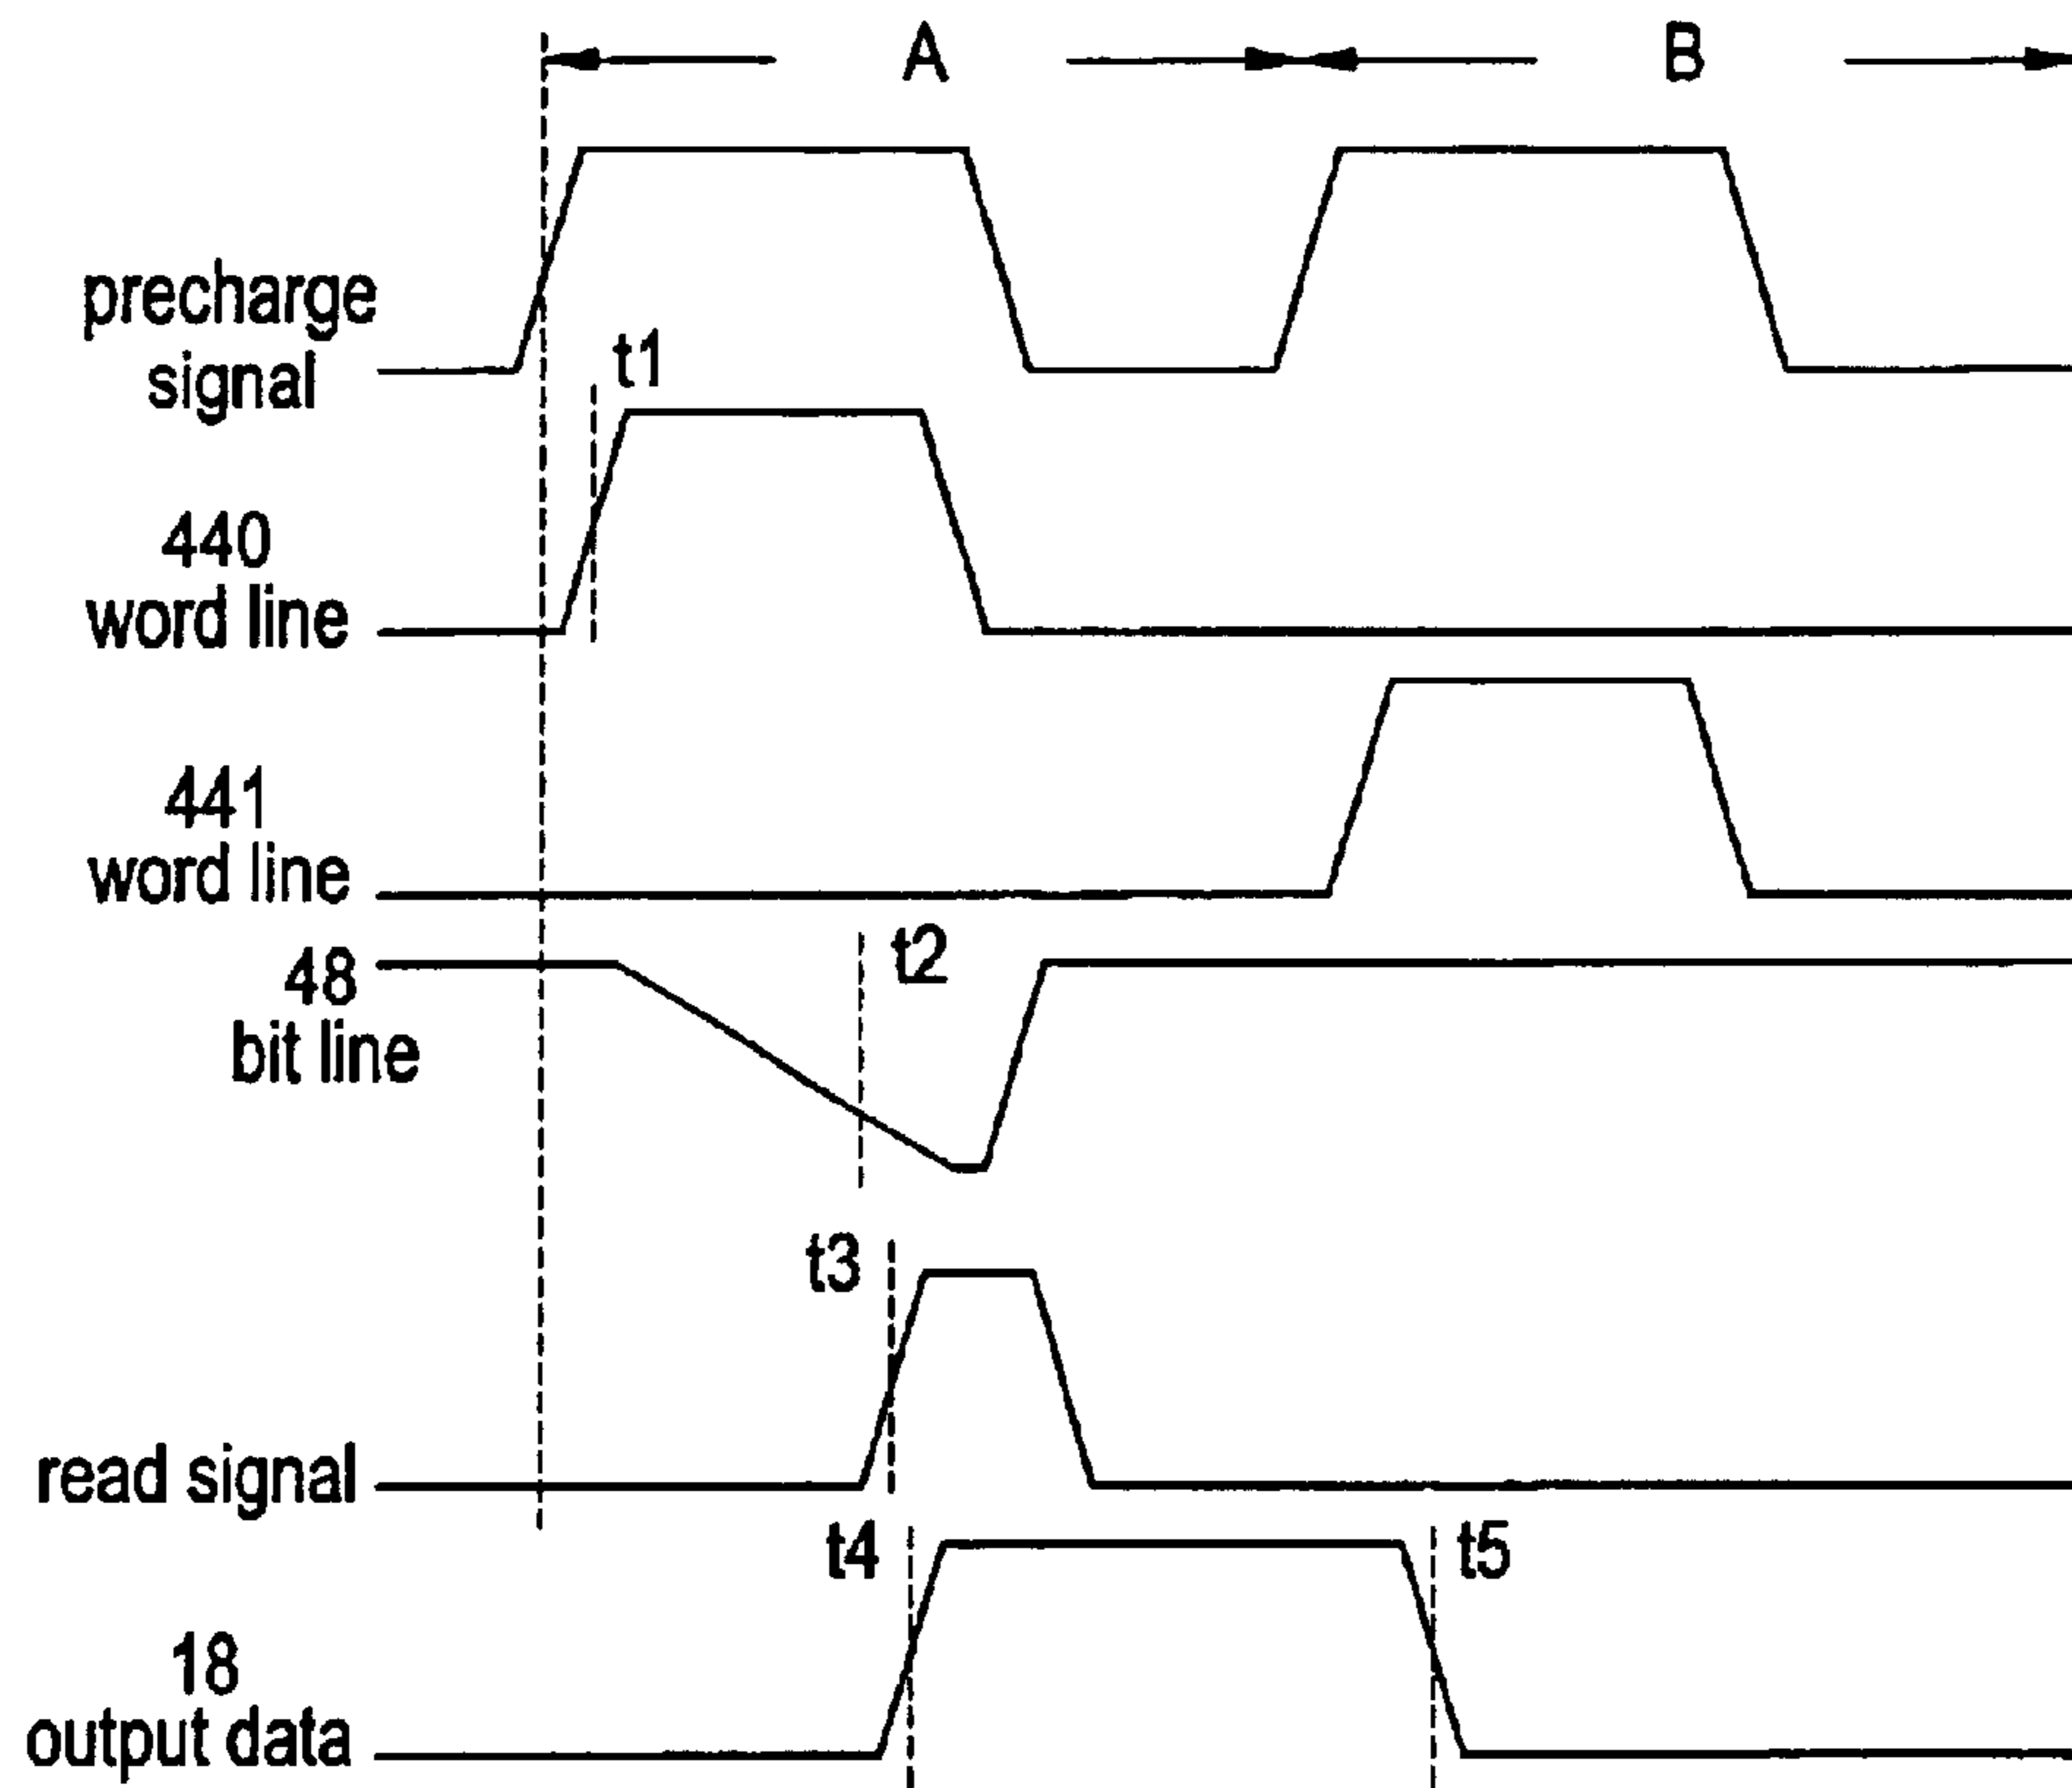 A
B
precharge
signal
t1
440
word line
441
word line
t2
48
bit line
t3
read signal
t4
t5
18
output data